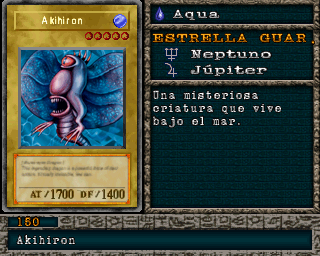 Akihiron
AT/1700 DF/1400
Aqua
ESTRELLA GUAR.
Neptuno
Júpiter
Una misteriosa
criatura que vive
bajo el mar.
150
Akihiron